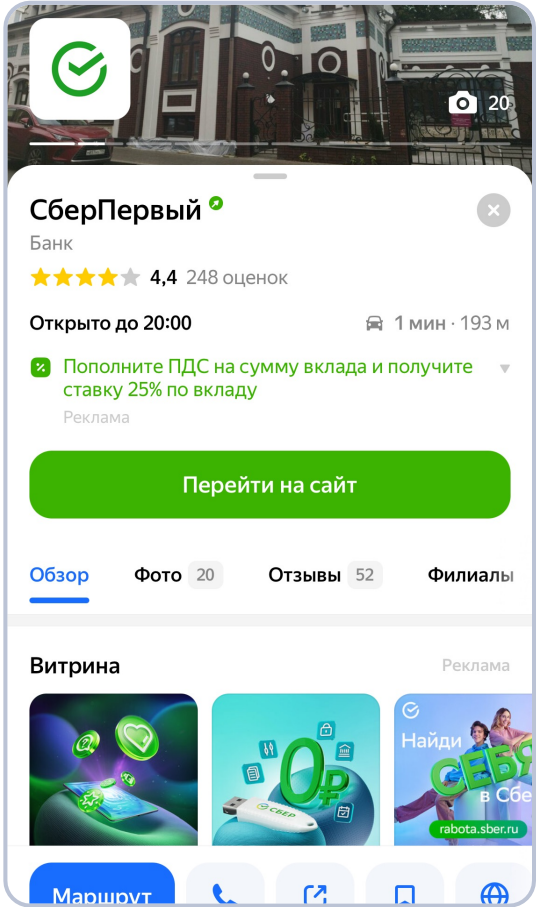 20
СберПервый
Банк
4,4 248 оценок
Открыто до 20:00
1 мин · 193 м
Пополните ПДС на сумму вклада и получите
ставку 25% по вкладу
Реклама
Перейти на сайт
Обзор
Фото 20
Отзывы 52
Филиалы
Витрина
Реклама
0₽
СБЕР
Найди
СЕБЯ
в Сбе
rabota.sber.ru
Маршрут